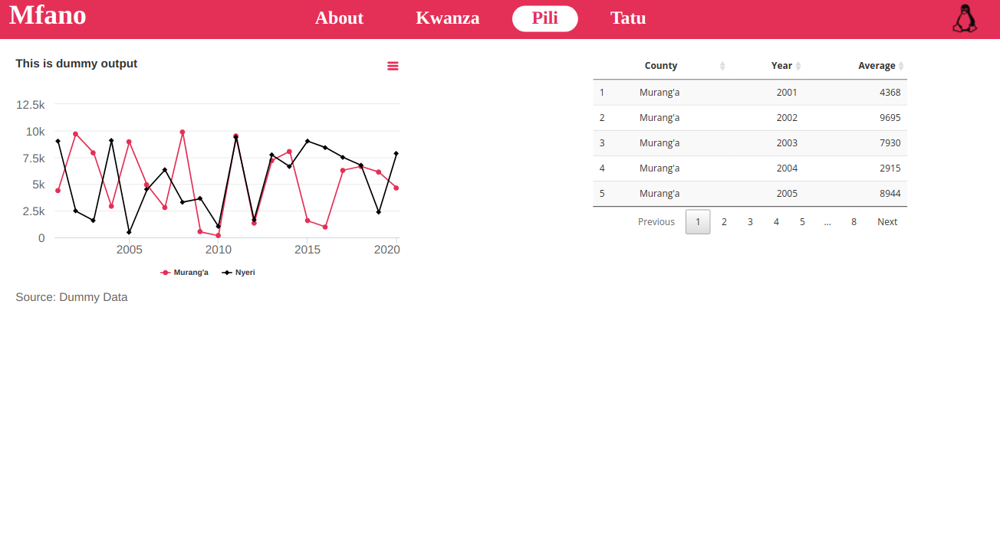 Mfano About Kwanza Pili Tatu
This is dummy output
12.5k
10k
7.5k
5k
2.5k
0
2005 2010 2015 2020
Murang'a Nyeri
Source: Dummy Data
County Year Average
1 Murang'a 2001 4368
2 Murang'a 2002 9695
3 Murang'a 2003 7930
4 Murang'a 2004 2915
5 Murang'a 2005 8944
Previous 1 2 3 4 5 ... 8 Next